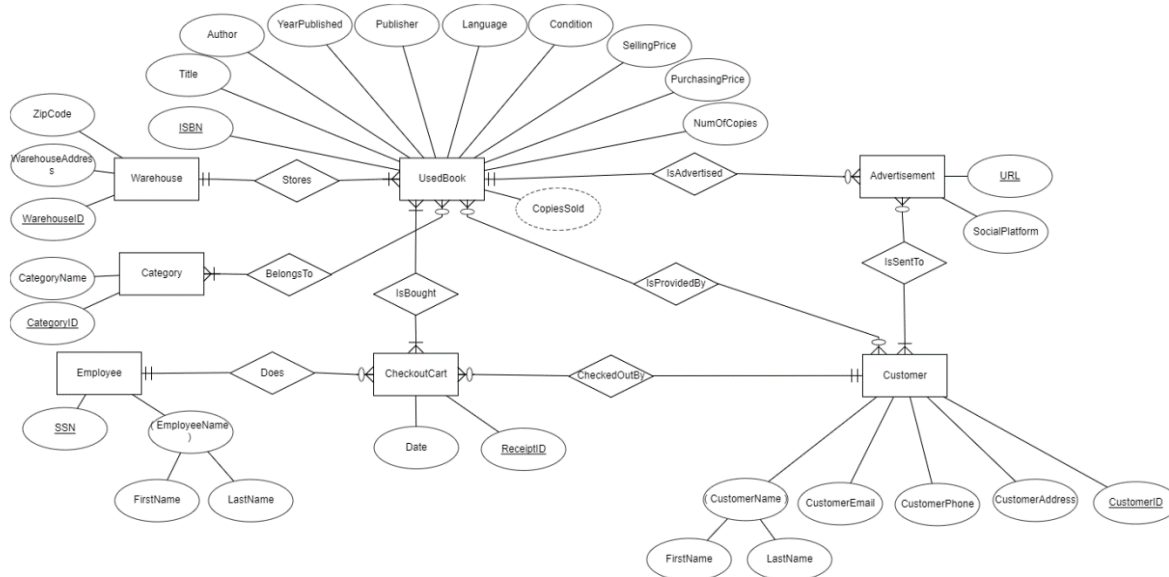 YearPublished
Publisher
Language
Condition
Author
SellingPrice
Title
PurchasingPrice
ZipCode
ISBN
NumOfCopies
WarehouseAddres
s
Warehouse
Stores
UsedBook
IsAdvertised
Advertisement
URL
WarehouseID
CopiesSold
SocialPlatform
CategoryName
Category
BelongsTo
IsSentTo
IsBought
IsProvidedBy
CategoryID
Employee
Does
CheckoutCart
CheckedOutBy
Customer
SSN
( EmployeeName
)
Date
ReceiptID
FirstName
LastName
(CustomerName)
CustomerEmail
CustomerPhone
CustomerAddress
CustomerID
FirstName
LastName